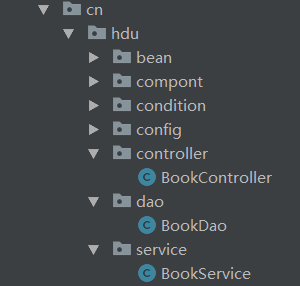 cn
hdu
bean
compont
condition
config
controller
C BookController
dao
C BookDao
service
C BookService